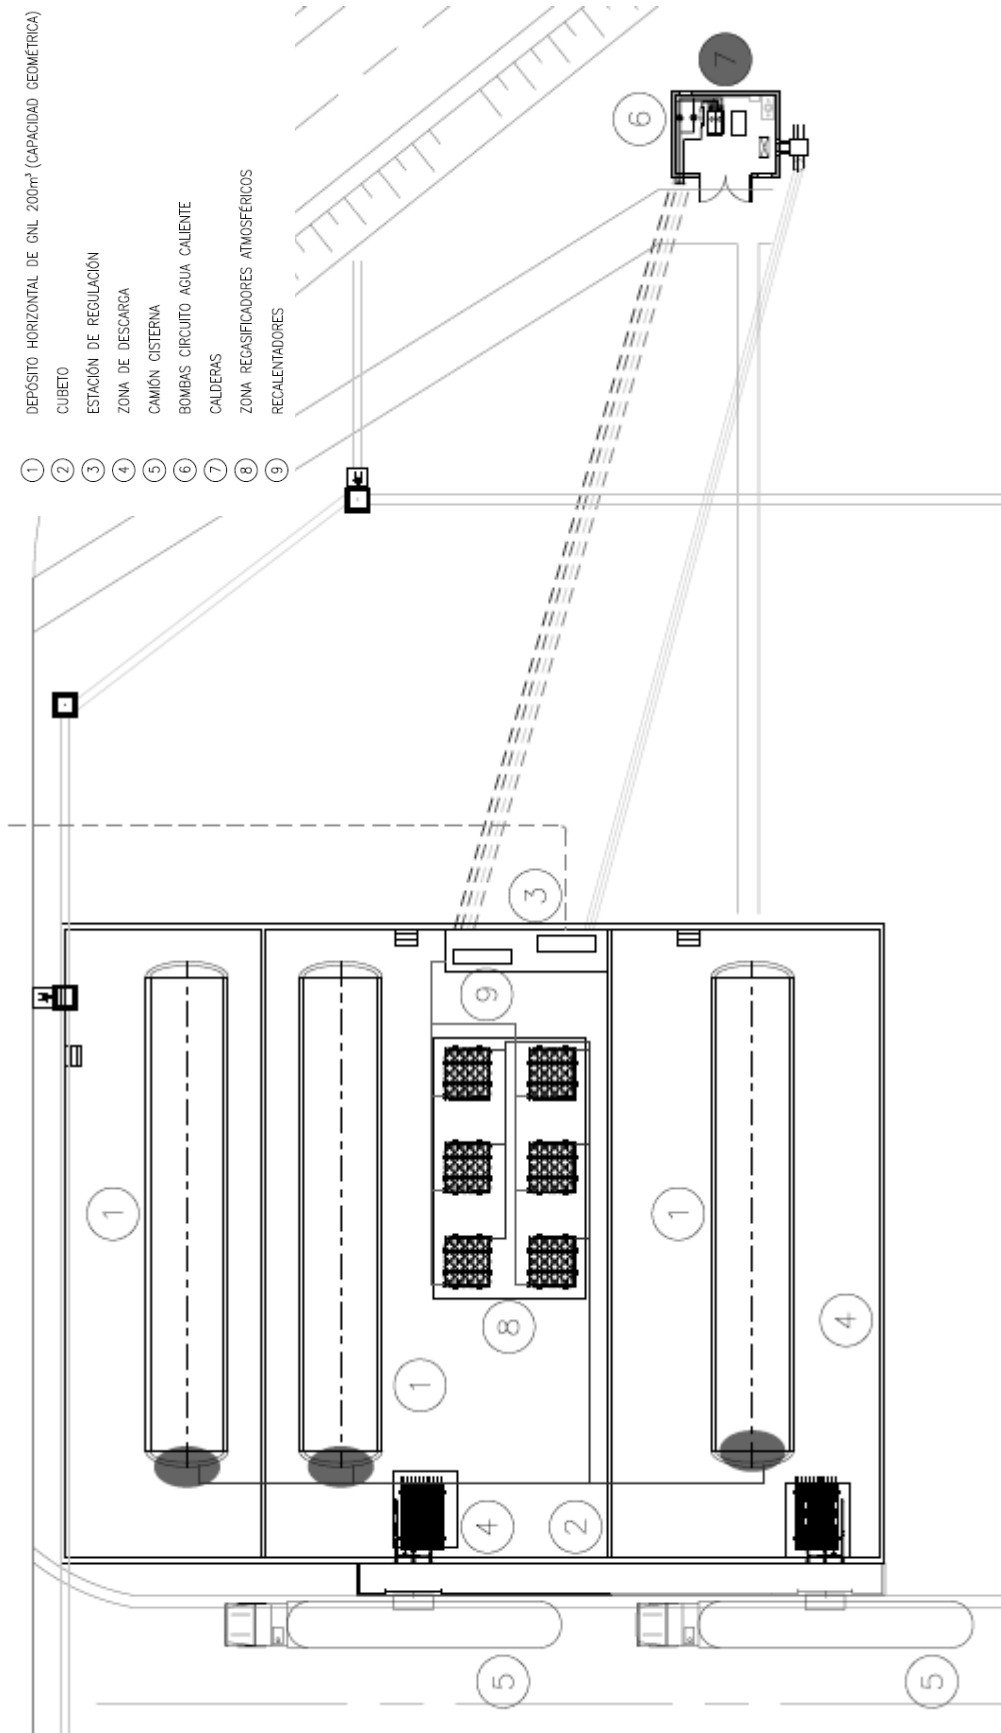 1 DEPÓSITO HORIZONTAL DE GNL 200m³ (CAPACIDAD GEOMÉTRICA)
2 CUBETO
3 ESTACIÓN DE REGULACIÓN
4 ZONA DE DESCARGA
5 CAMIÓN CISTERNA
6 BOMBAS CIRCUITO AGUA CALIENTE
7 CALDERAS
8 ZONA REGASIFICADORES ATMOSFÉRICOS
9 RECALENTADORES
7
6
3
9
1
1
8
4
1
4
2
5
5